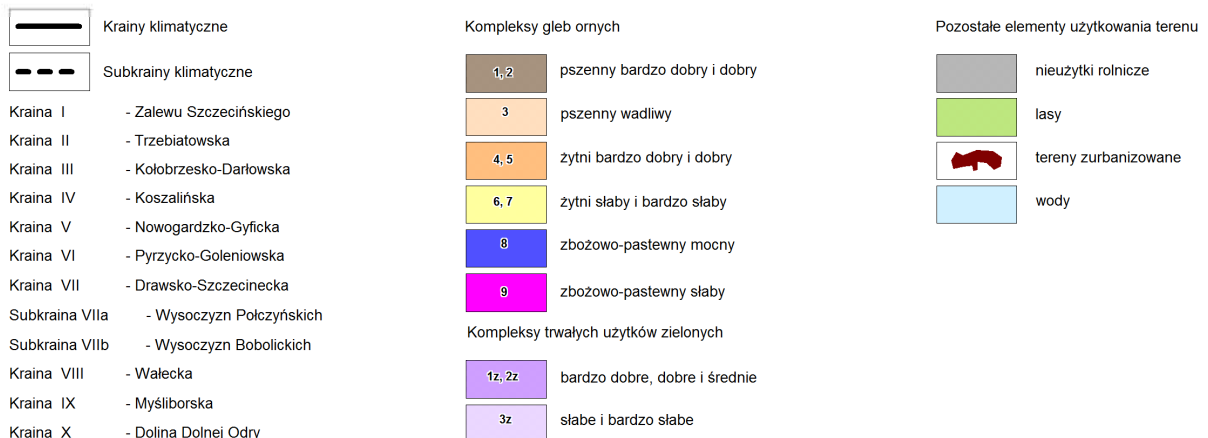 Krainy klimatyczne
Subkrainy klimatyczne
Kraina I - Zalewu Szczecińskiego
Kraina II - Trzebiatowska
Kraina III - Kołobrzesko-Darłowska
Kraina IV - Koszalińska
Kraina V - Nowogardzko-Gyficka
Kraina VI - Pyrzycko-Goleniowska
Kraina VII - Drawsko-Szczecinecka
Subkraina VIIa - Wysoczyzn Połczyńskich
Subkraina VIIb - Wysoczyzn Bobolickich
Kraina VIII - Wałecka
Kraina IX - Myśliborska
Kraina X - Dolina Dolnej Odry
Kompleksy gleb ornych
1, 2 pszenny bardzo dobry i dobry
3 pszenny wadliwy
4, 5 żytni bardzo dobry i dobry
6, 7 żytni słaby i bardzo słaby
8 zbożowo-pastewny mocny
9 zbożowo-pastewny słaby
Kompleksy trwałych użytków zielonych
1z, 2z bardzo dobre, dobre i średnie
3z słabe i bardzo słabe
Pozostałe elementy użytkowania terenu
nieużytki rolnicze
lasy
tereny zurbanizowane
wody